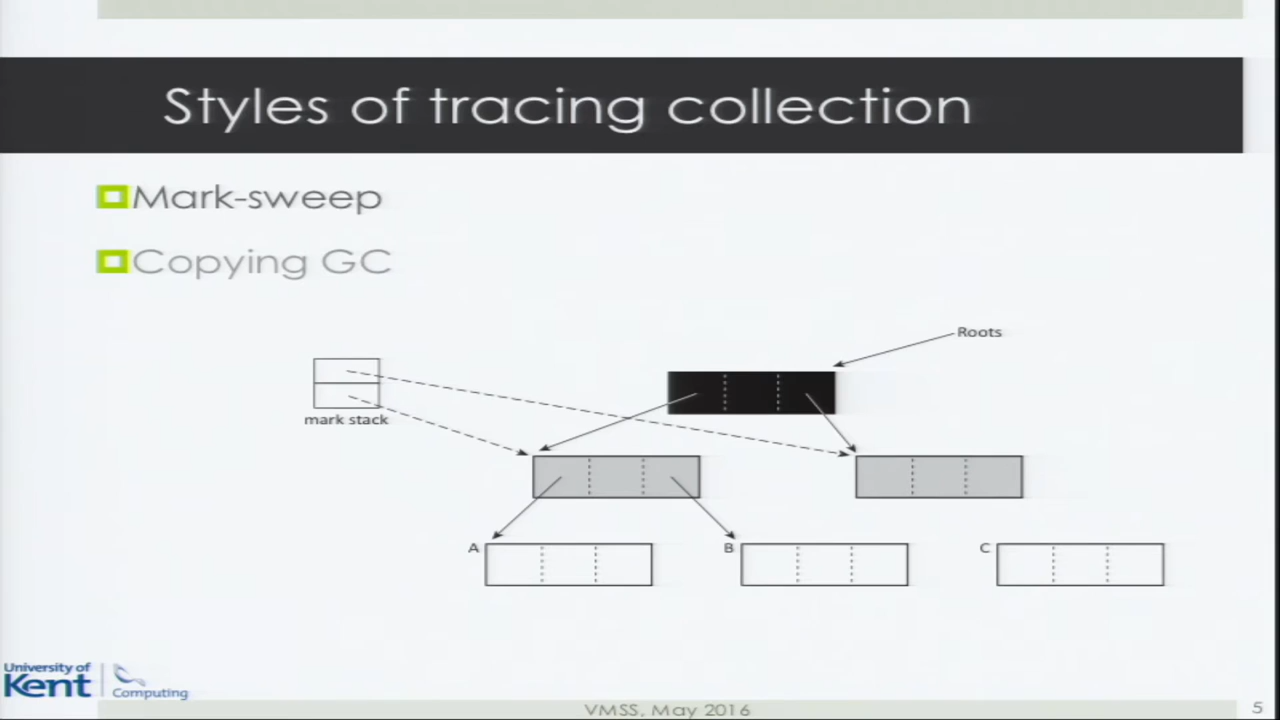 Styles of tracing collection
Mark-sweep
Copying GC
Roots
mark stack
A
B
C
University of
Kent
Computing
VMSS, May 2016
5